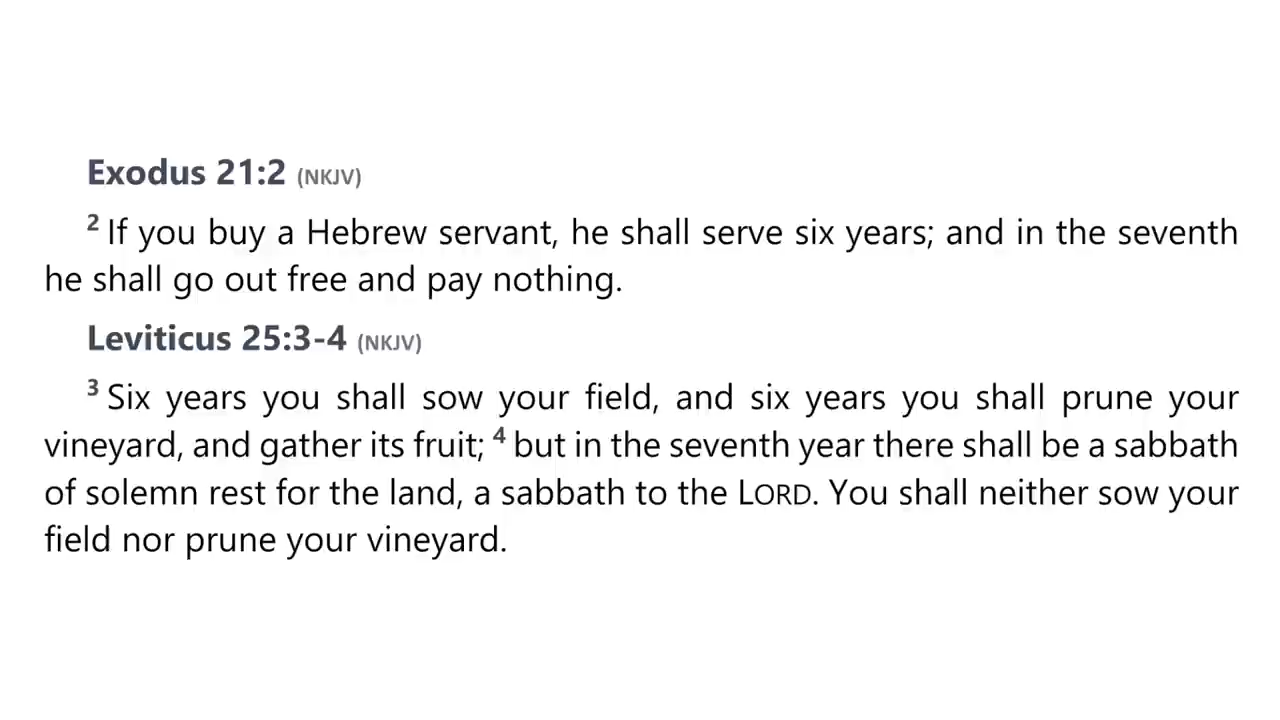 Exodus 21:2 (NKJV)
2 If you buy a Hebrew servant, he shall serve six years; and in the seventh
he shall go out free and pay nothing.
Leviticus 25:3-4 (NKJV)
3 Six years you shall sow your field, and six years you shall prune your
vineyard, and gather its fruit; 4 but in the seventh year there shall be a sabbath
of solemn rest for the land, a sabbath to the LORD. You shall neither sow your
field nor prune your vineyard.